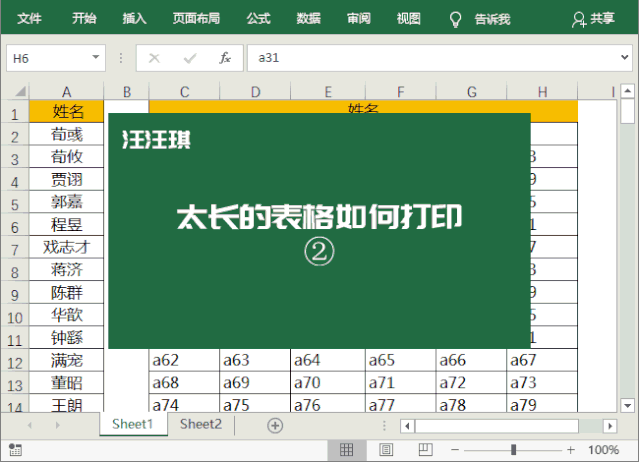 文件 开始 插入 页面布局 公式 数据 审阅 视图 告诉我 共享
H6 fx a31
A B C D E F G H I
1 姓名 姓名
2 荀彧
3 荀攸 3
4 贾诩 9
5 郭嘉 5
6 程昱 1
7 戏志才 7
8 蒋济 3
9 陈群 9
10 华歆 5
11 钟繇 1
汪汪琪
太长的表格如何打印
②
12 满宠 a62 a63 a64 a65 a66 a67
13 董昭 a68 a69 a70 a71 a72 a73
14 王朗 a74 a75 a76 a77 a78 a79
Sheet1 Sheet2
100%